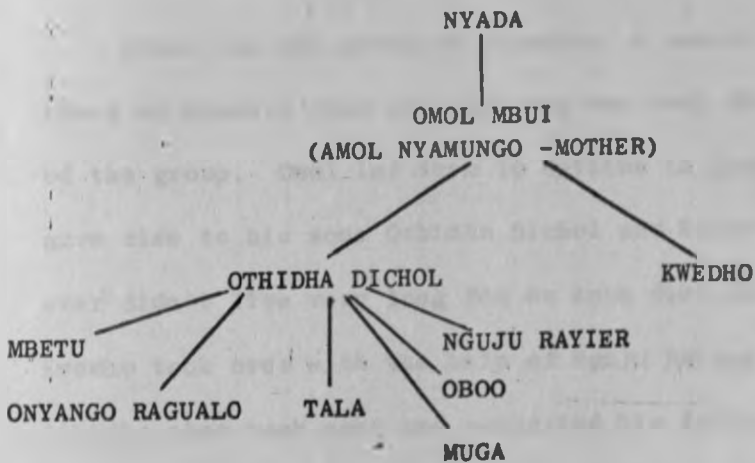 NYADA
OMOL MBUI
(AMOL NYAMUNGO -MOTHER)
OTHIDHA DICHOL
KWEDHO
MBETU
NGUJU RAYIER
ONYANGO RAGUALO
TALA
OBOO
MUGA